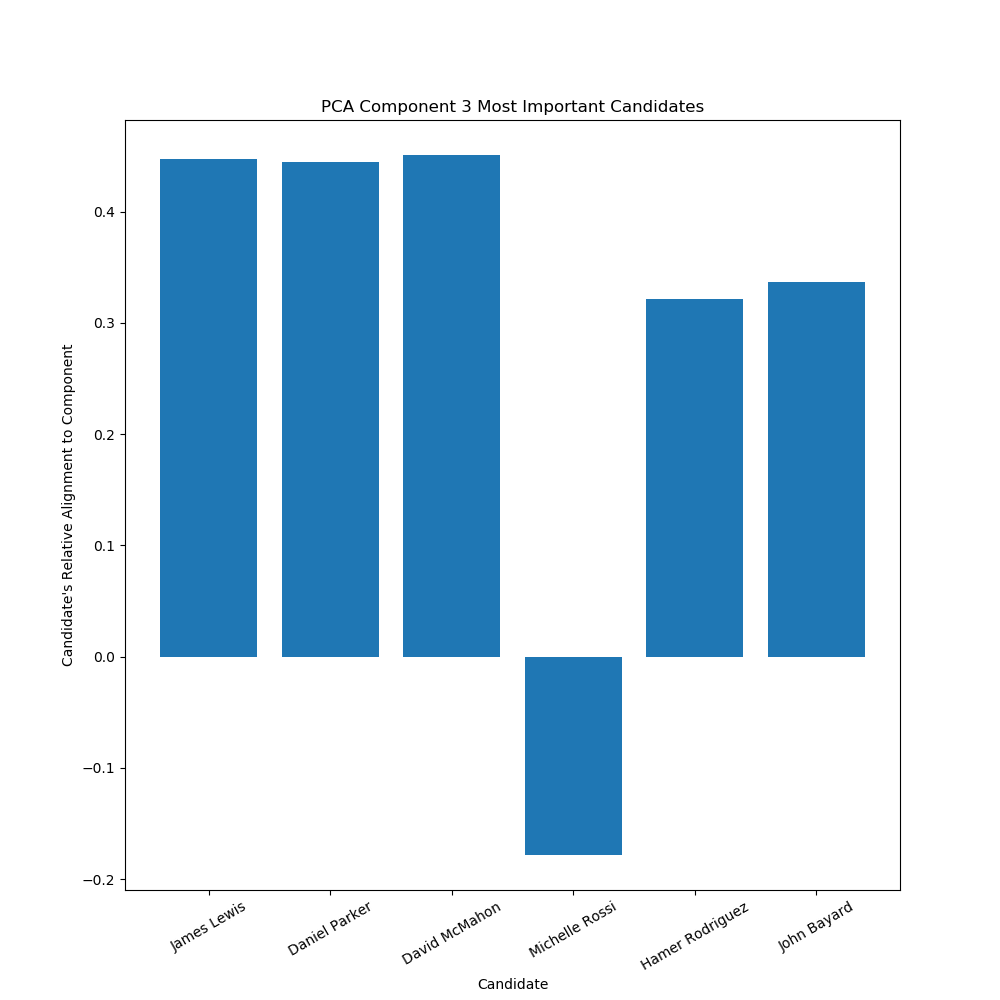 PCA Component 3 Most Important Candidates
Candidate's Relative Alignment to Component
0.4
0.3
0.2
0.1
0.0
−0.1
−0.2
James Lewis
Daniel Parker
David McMahon
Michelle Rossi
Hamer Rodriguez
John Bayard
Candidate